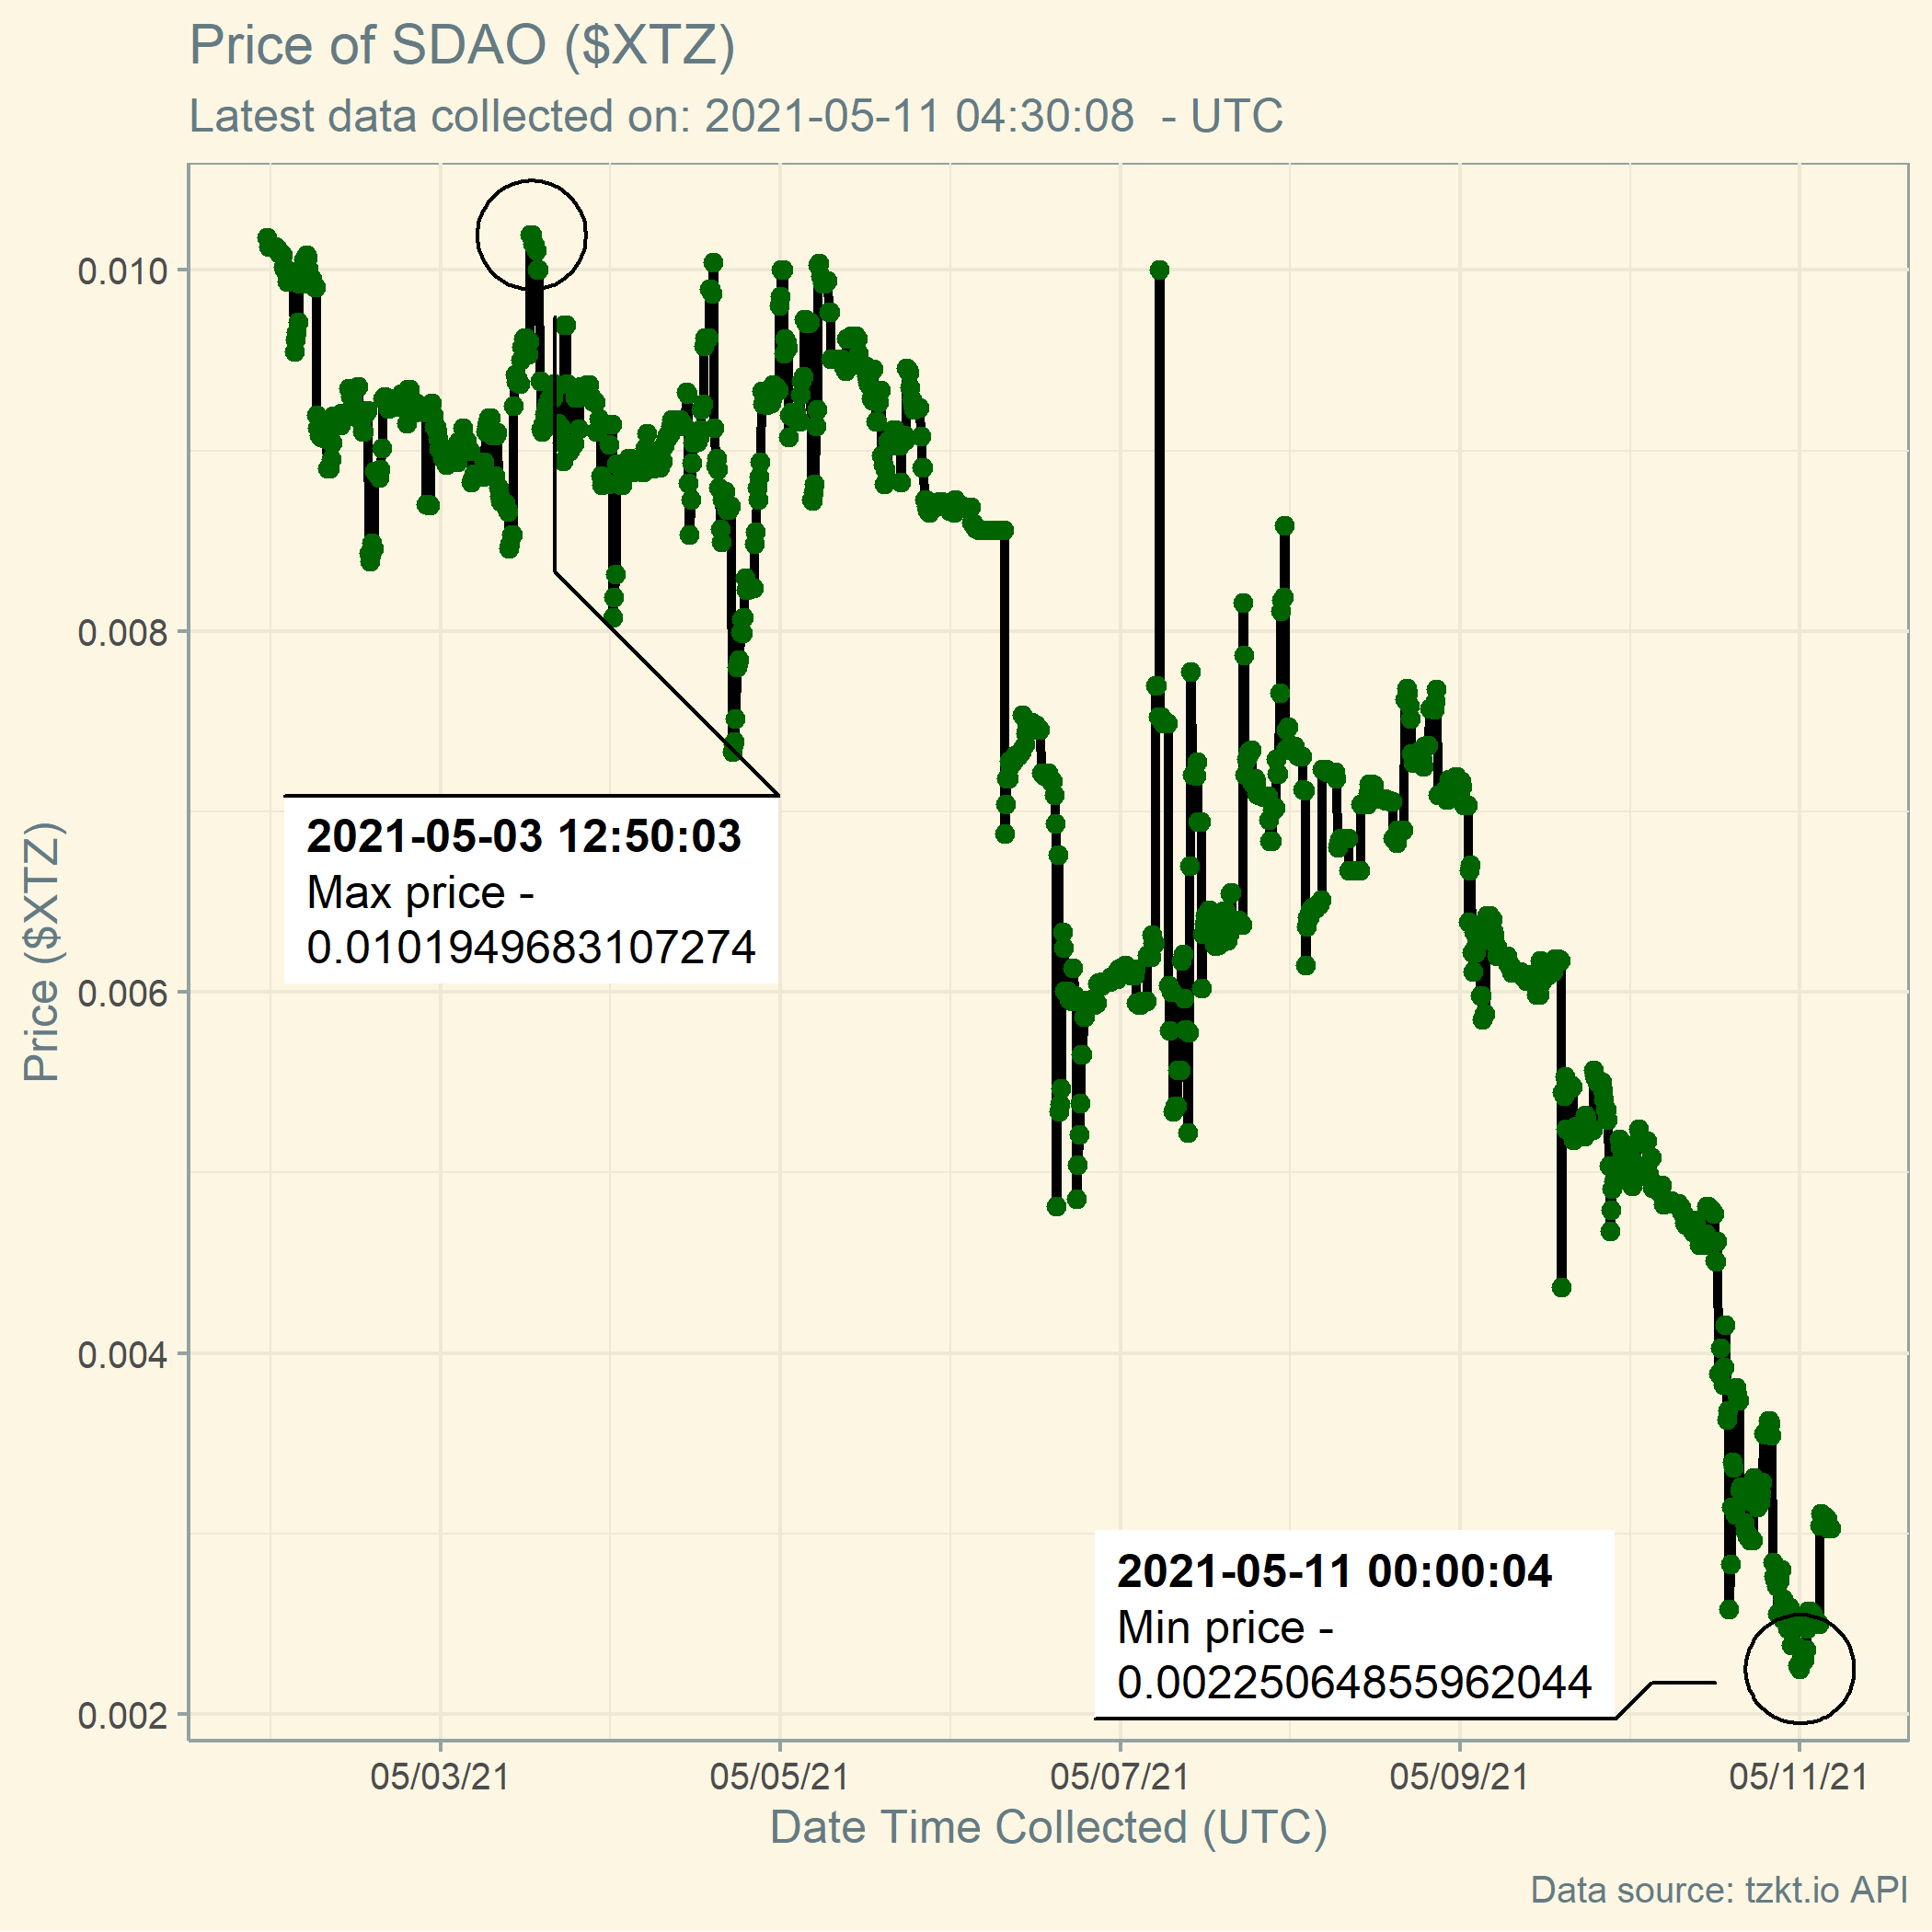 Price of SDAO ($XTZ)
Latest data collected on: 2021-05-11 04:30:08  - UTC
Price ($XTZ)
0.010
0.008
0.006
0.004
0.002
2021-05-03 12:50:03
Max price -
0.0101949683107274
2021-05-11 00:00:04
Min price -
0.00225064855962044
05/03/21
05/05/21
05/07/21
05/09/21
05/11/21
Date Time Collected (UTC)
Data source: tzkt.io API